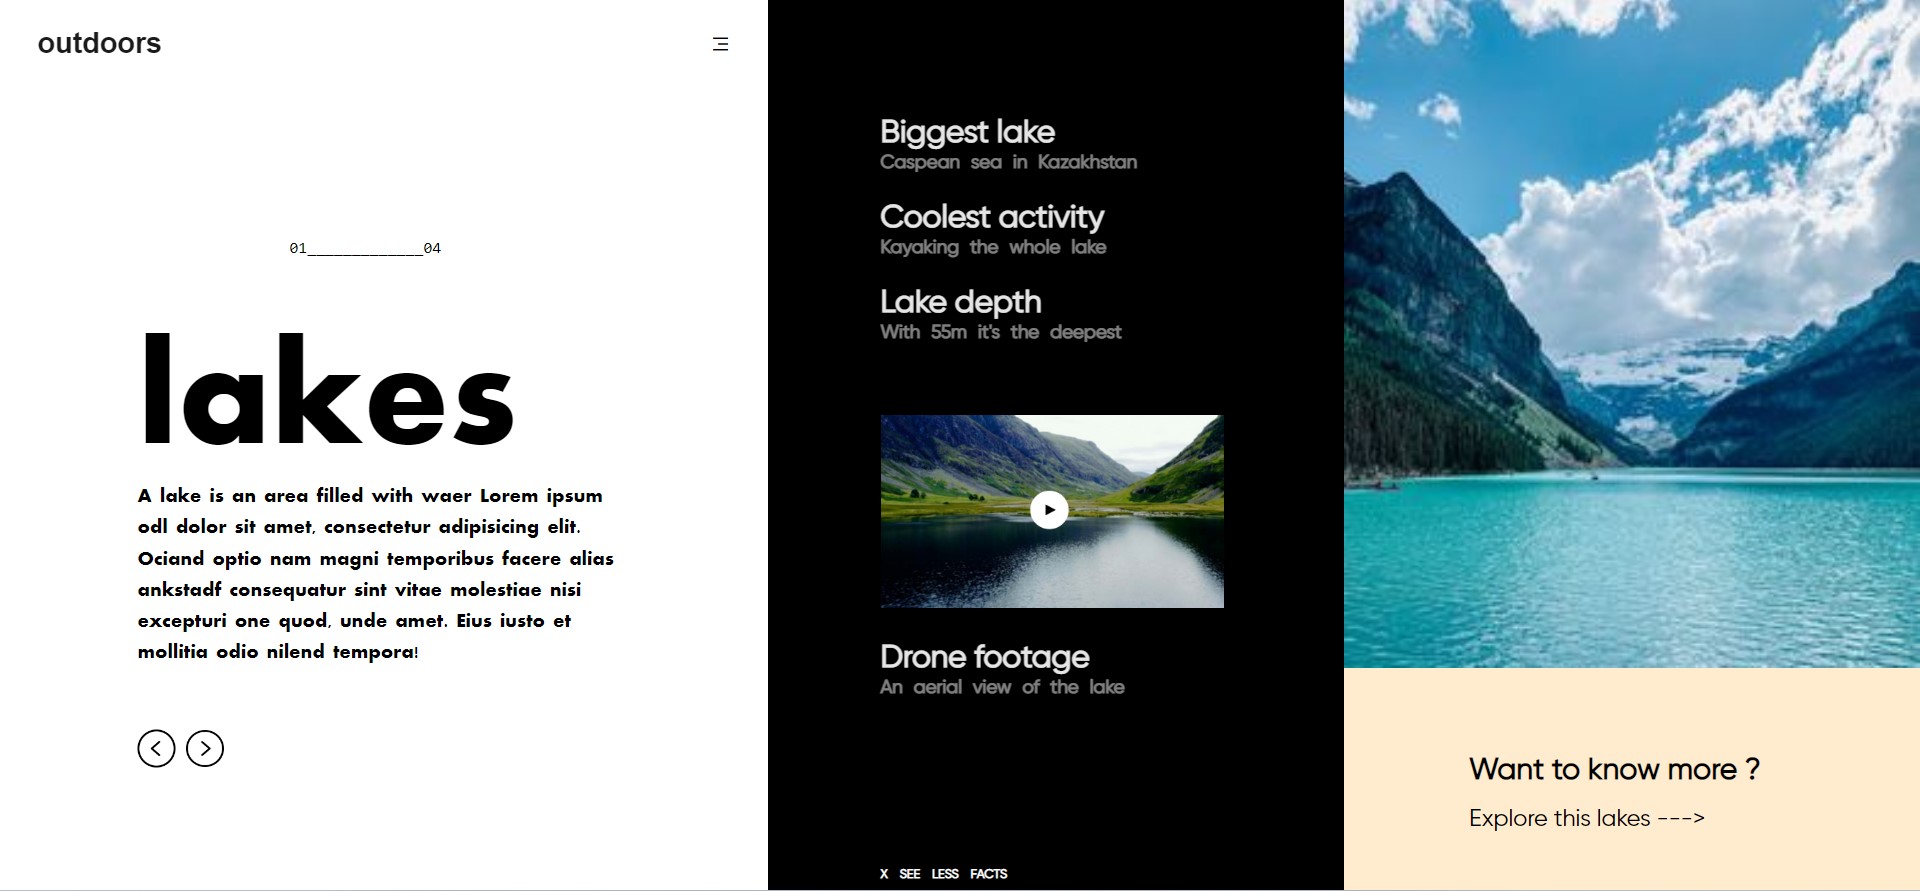 outdoors
01_____________04
lakes
A lake is an area filled with waer Lorem ipsum
odl dolor sit amet, consectetur adipisicing elit.
Ociand optio nam magni temporibus facere alias
ankstadf consequatur sint vitae molestiae nisi
excepturi one quod, unde amet. Eius iusto et
mollitia odio nilend tempora!
Biggest lake
Caspean sea in Kazakhstan
Coolest activity
Kayaking the whole lake
Lake depth
With 55m it's the deepest
Drone footage
An aerial view of the lake
X SEE LESS FACTS
Want to know more ?
Explore this lakes --->